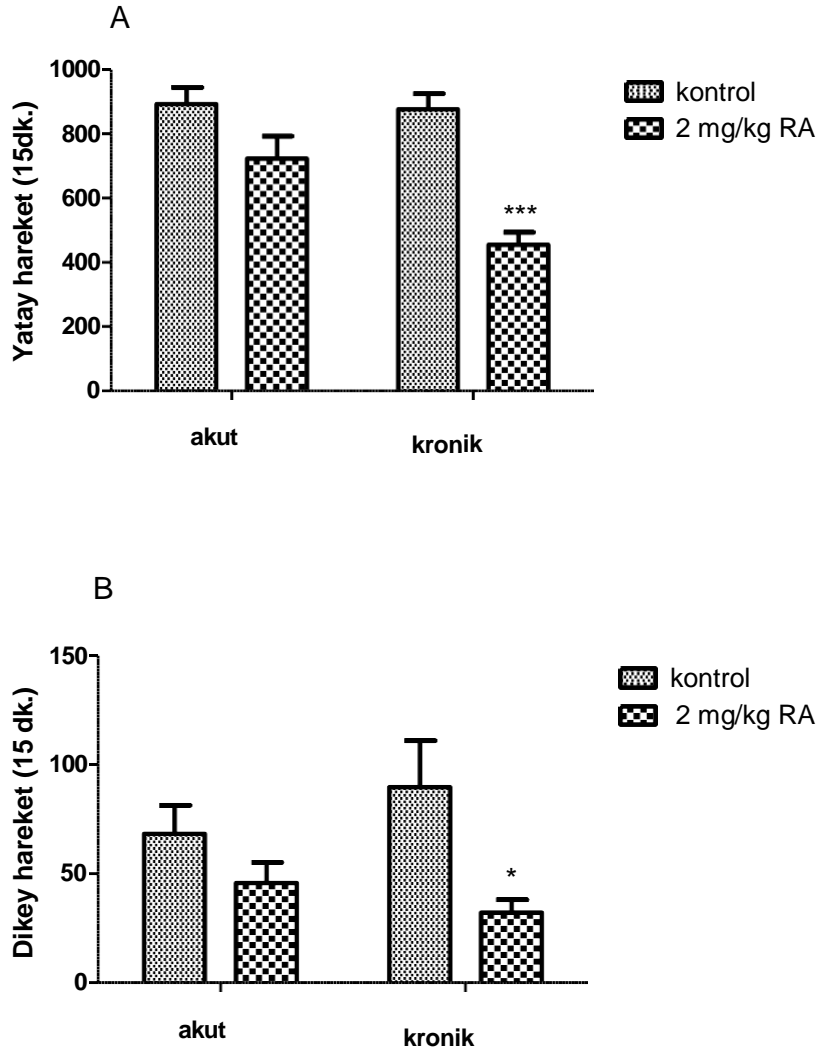 A
Yatay hareket (15dk.)
1000
800
600
400
200
0
***
akut
kronik
kontrol
2 mg/kg RA
B
Dikey hareket (15 dk.)
150
100
50
0
*
akut
kronik
kontrol
2 mg/kg RA